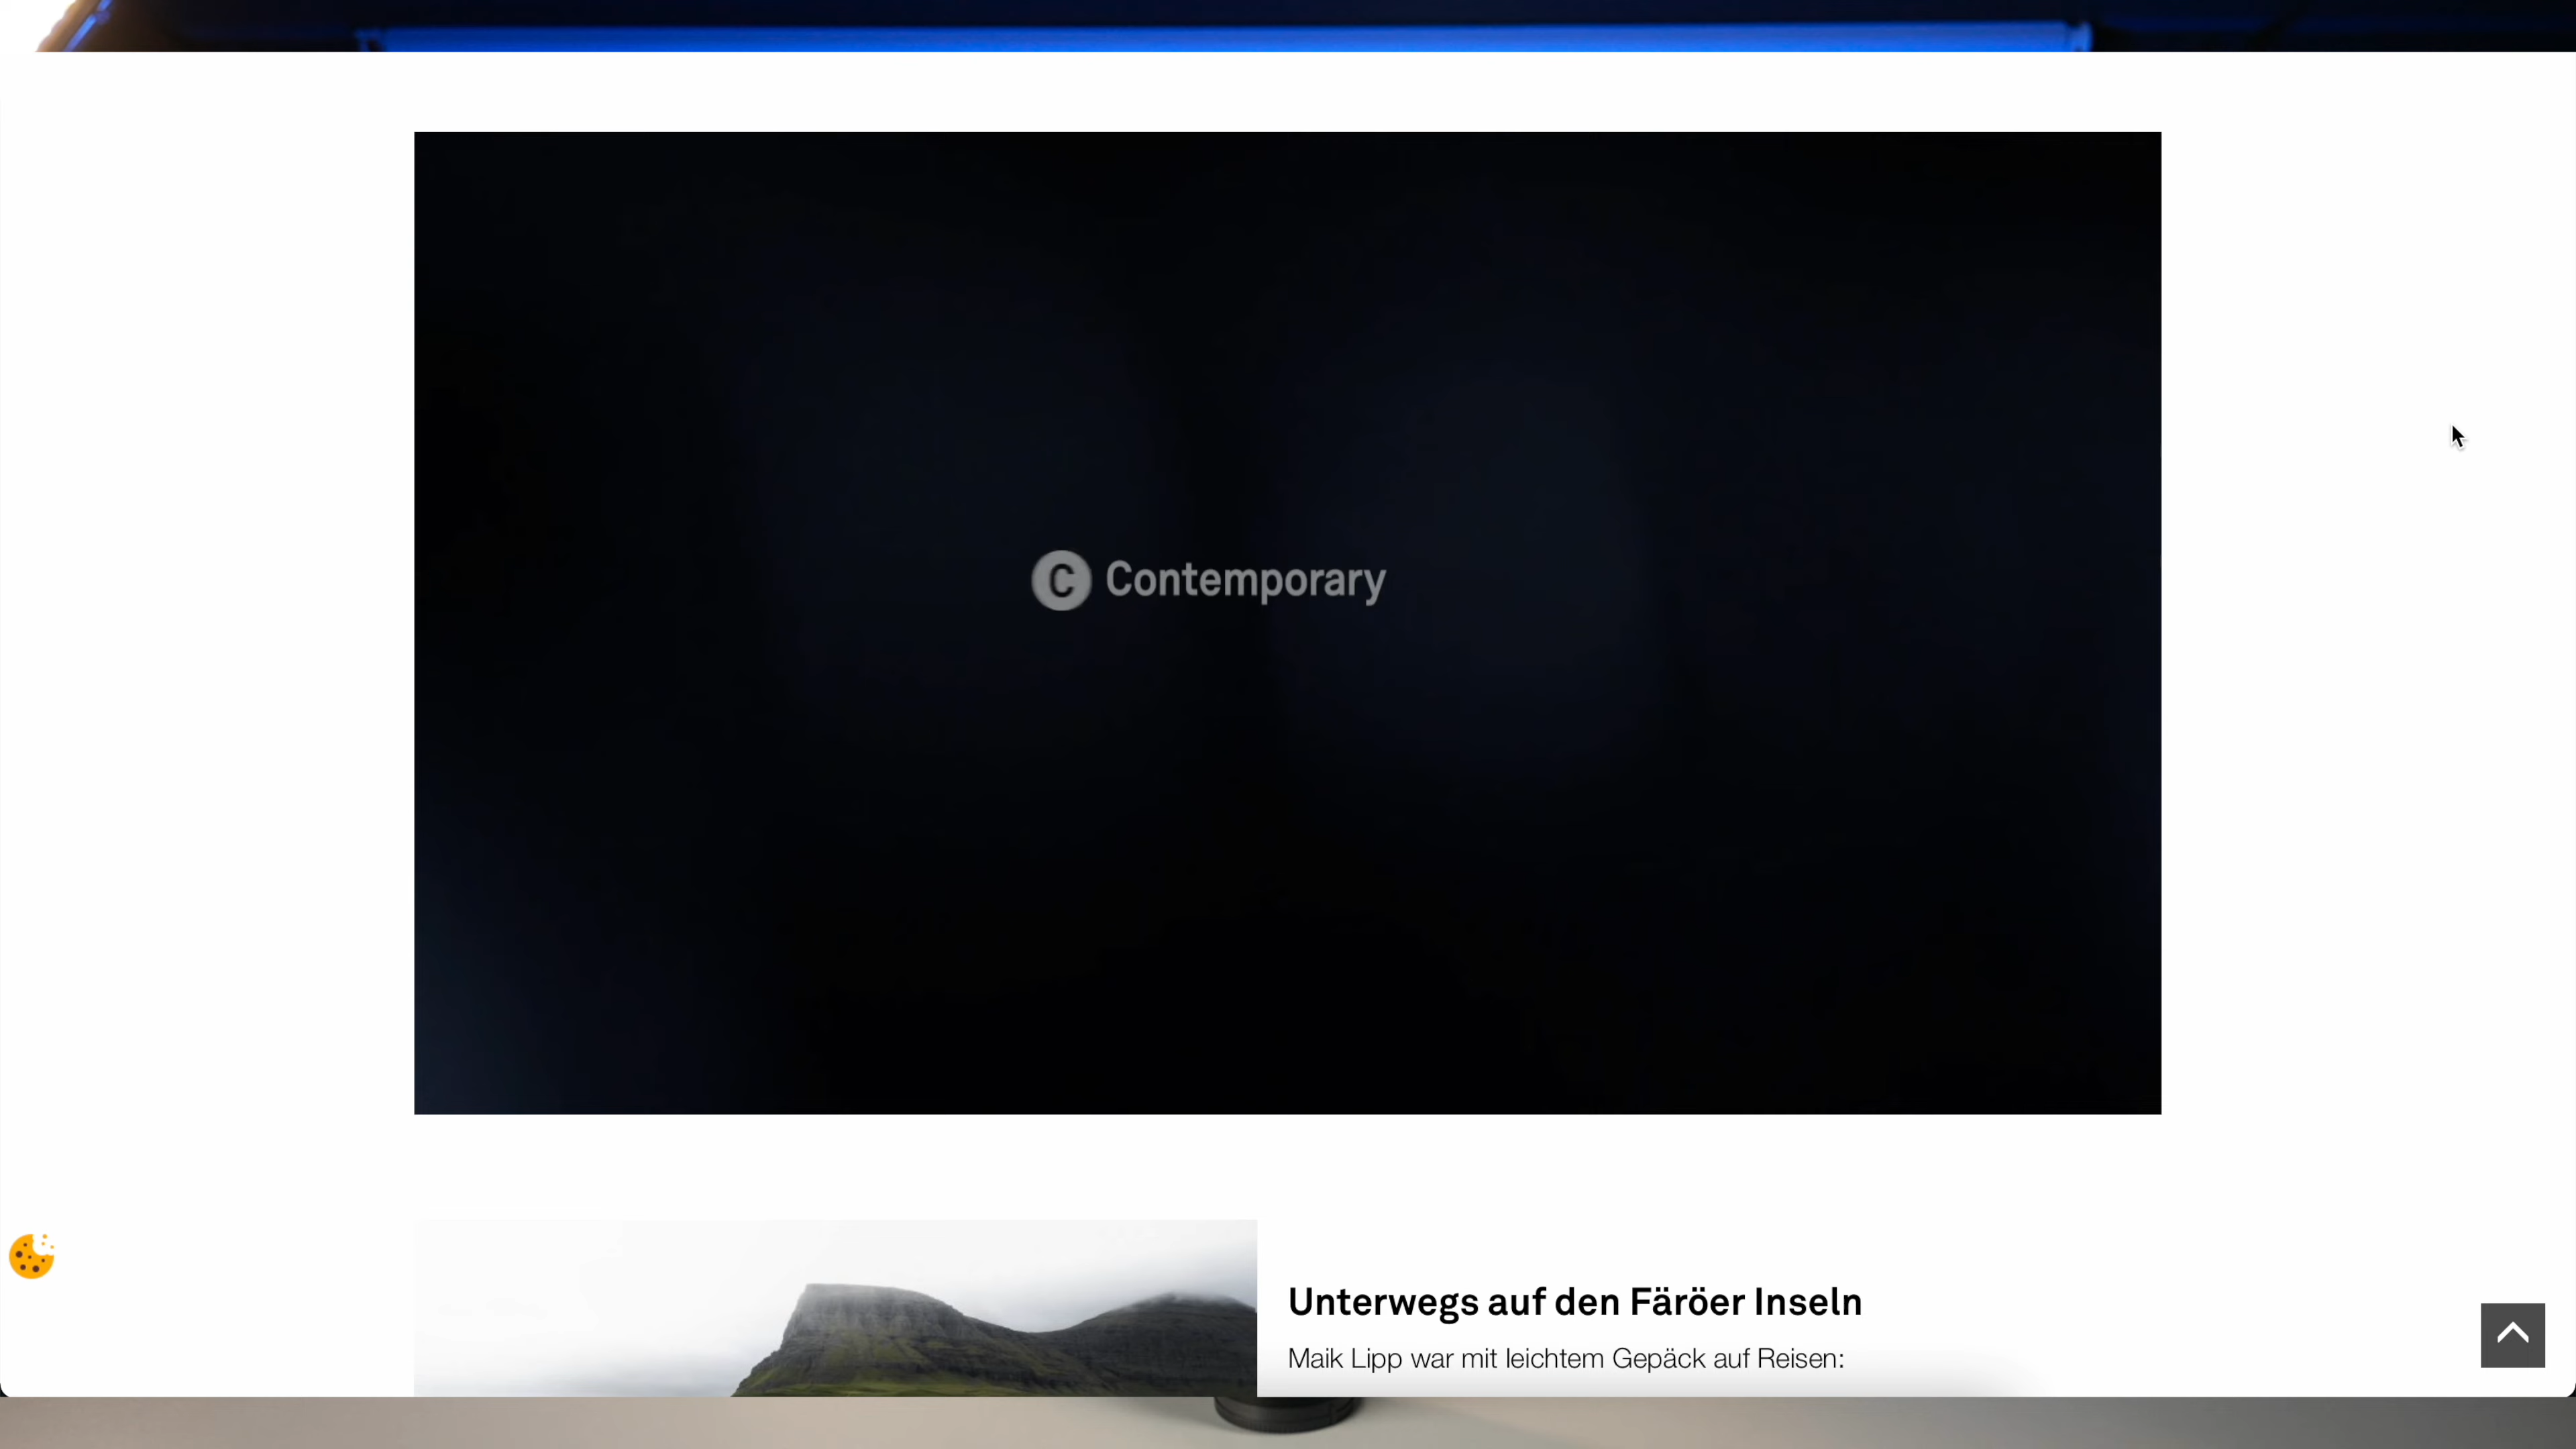 C Contemporary
Unterwegs auf den Färöer Inseln
Maik Lipp war mit leichtem Gepäck auf Reisen: